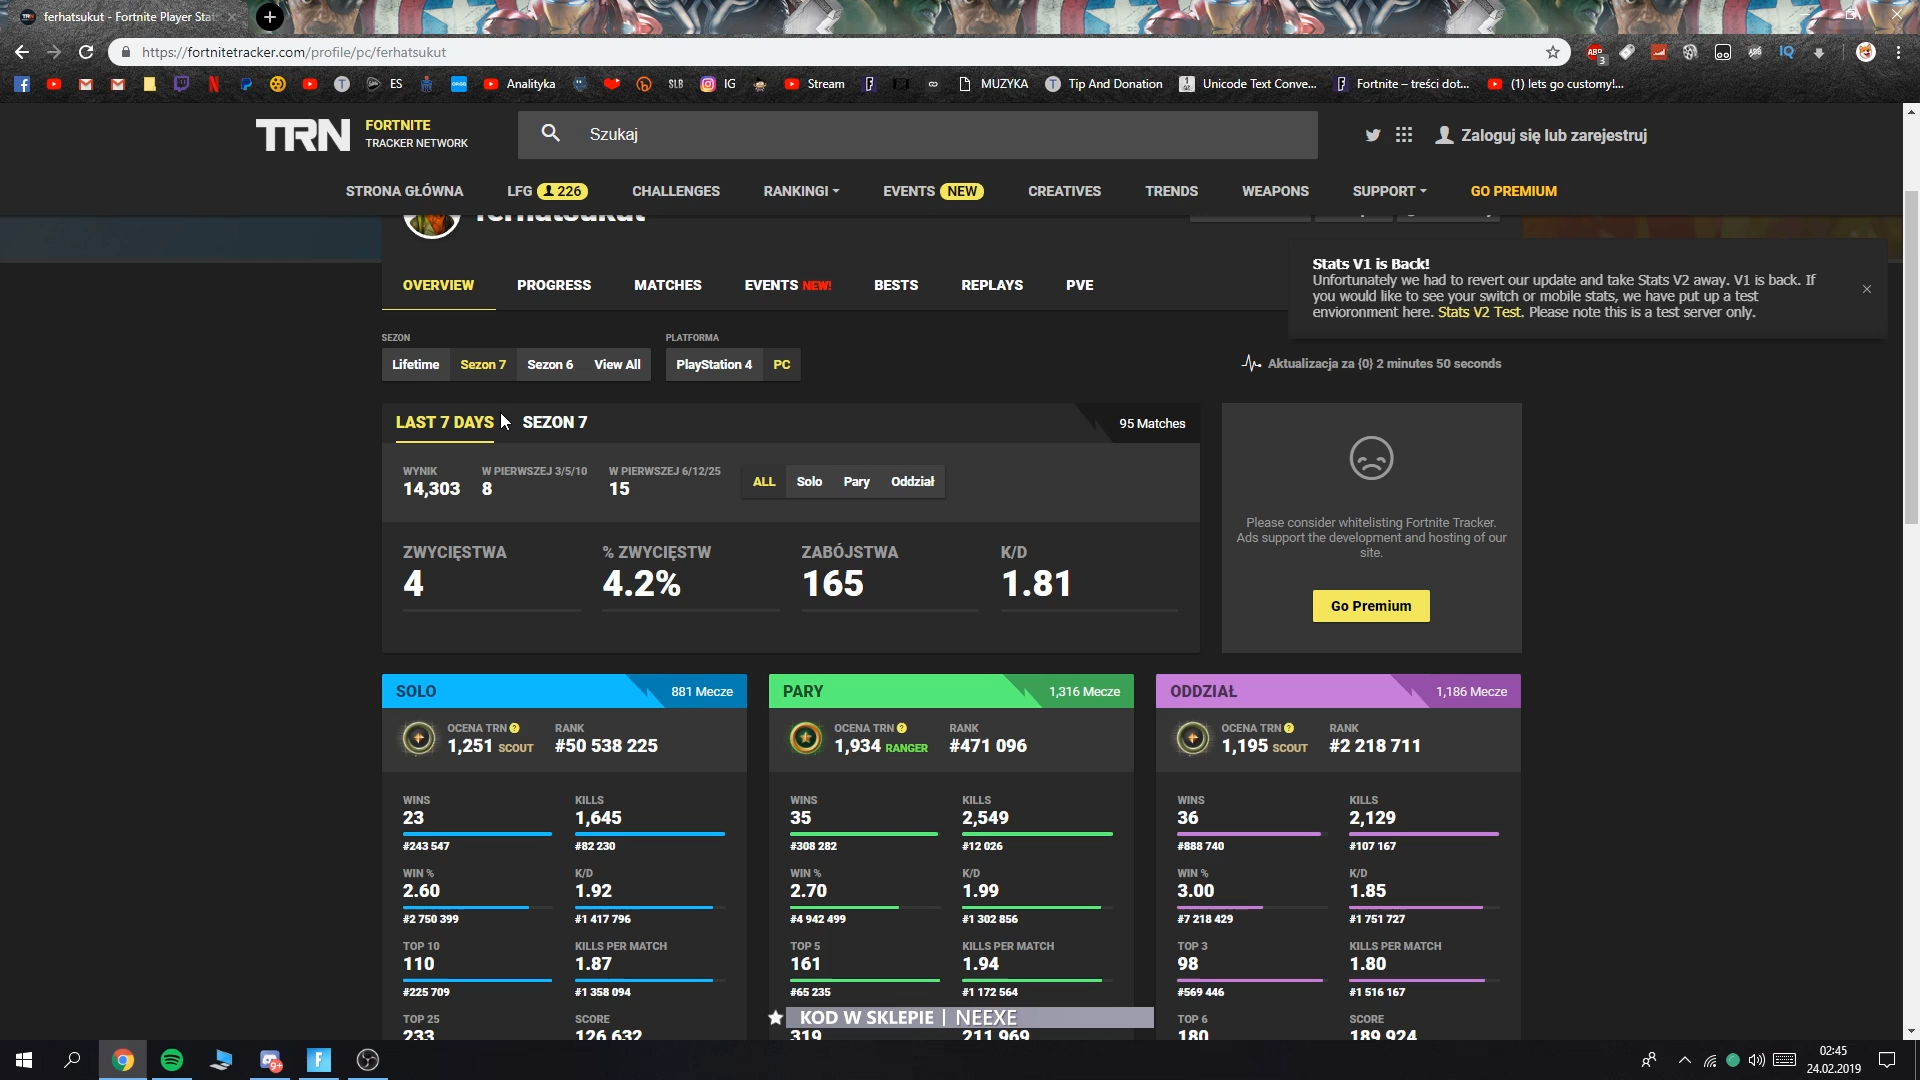 ferhatsukut - Fortnite Player Stat
https://fortnitetracker.com/profile/pc/ferhatsukut
ABP
3
IQ
ES
Analityka
SLB
IG
Stream
MUZYKA
Tip And Donation
Unicode Text Conve...
Fortnite – treści dot...
(1) lets go customy!...
TRN
FORTNITE
TRACKER NETWORK
Szukaj
Zaloguj się lub zarejestruj
STRONA GŁÓWNA
LFG 226
CHALLENGES
RANKINGI
EVENTS NEW
CREATIVES
TRENDS
WEAPONS
SUPPORT
GO PREMIUM
ferhatsukut
OVERVIEW
PROGRESS
MATCHES
EVENTS NEW!
BESTS
REPLAYS
PVE
Stats V1 is Back!
Unfortunately we had to revert our update and take Stats V2 away. V1 is back. If
you would like to see your switch or mobile stats, we have put up a test
envioronment here. Stats V2 Test. Please note this is a test server only.
SEZON
Lifetime
Sezon 7
Sezon 6
View All
PLATFORMA
PlayStation 4
PC
Aktualizacja za {0} 2 minutes 50 seconds
LAST 7 DAYS
SEZON 7
95 Matches
WYNIK
14,303
W PIERWSZEJ 3/5/10
8
W PIERWSZEJ 6/12/25
15
ALL
Solo
Pary
Oddział
ZWYCIĘSTWA
4
% ZWYCIĘSTW
4.2%
ZABÓJSTWA
165
K/D
1.81
Please consider whitelisting Fortnite Tracker.
Ads support the development and hosting of our
site.
Go Premium
SOLO
881 Mecze
OCENA TRN
1,251 SCOUT
RANK
#50 538 225
WINS
23
#243 547
KILLS
1,645
#82 230
WIN %
2.60
#2 750 399
K/D
1.92
#1 417 796
TOP 10
110
#225 709
KILLS PER MATCH
1.87
#1 358 094
TOP 25
233
SCORE
126,632
PARY
1,316 Mecze
OCENA TRN
1,934 RANGER
RANK
#471 096
WINS
35
#308 282
KILLS
2,549
#12 026
WIN %
2.70
#4 942 499
K/D
1.99
#1 302 856
TOP 5
161
#65 235
KILLS PER MATCH
1.94
#1 172 564
319
211,969
ODDZIAŁ
1,186 Mecze
OCENA TRN
1,195 SCOUT
RANK
#2 218 711
WINS
36
#888 740
KILLS
2,129
#107 167
WIN %
3.00
#7 218 429
K/D
1.85
#1 751 727
TOP 3
98
#569 446
KILLS PER MATCH
1.80
#1 516 167
TOP 6
180
SCORE
189,924
KOD W SKLEPIE | NEEXE
9+
02:45
24.02.2019